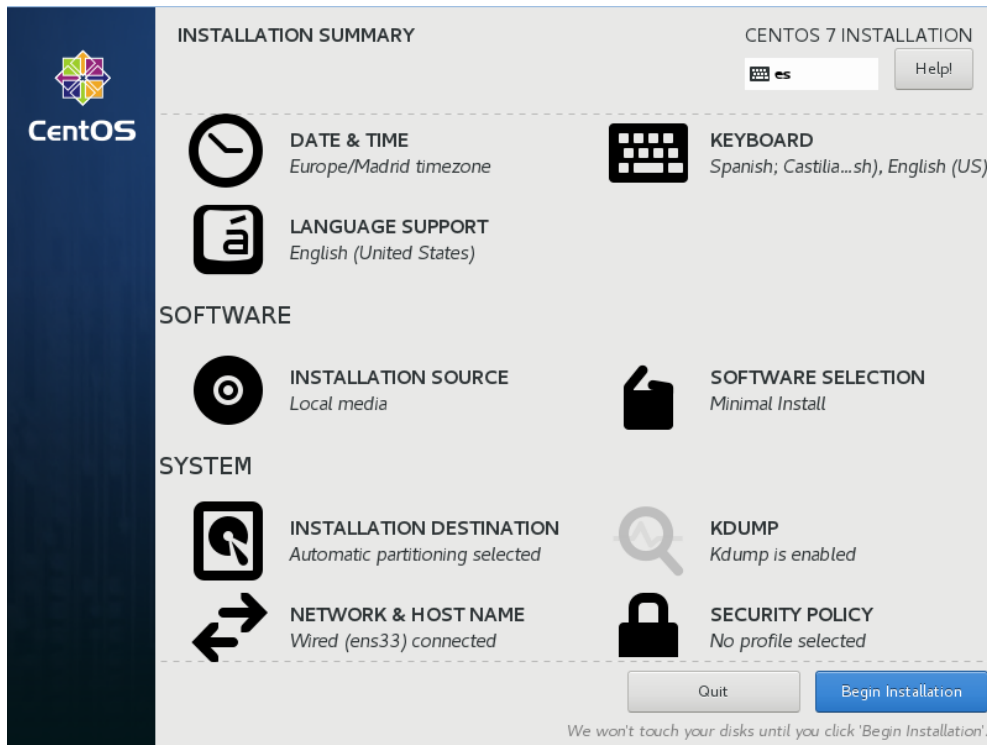 INSTALLATION SUMMARY
CENTOS 7 INSTALLATION
es
Help!
CentOS
DATE & TIME
Europe/Madrid timezone
KEYBOARD
Spanish; Castilia...sh), English (US)
á
LANGUAGE SUPPORT
English (United States)
SOFTWARE
INSTALLATION SOURCE
Local media
SOFTWARE SELECTION
Minimal Install
SYSTEM
INSTALLATION DESTINATION
Automatic partitioning selected
KDUMP
Kdump is enabled
NETWORK & HOST NAME
Wired (ens33) connected
SECURITY POLICY
No profile selected
Quit
Begin Installation
We won't touch your disks until you click 'Begin Installation'.